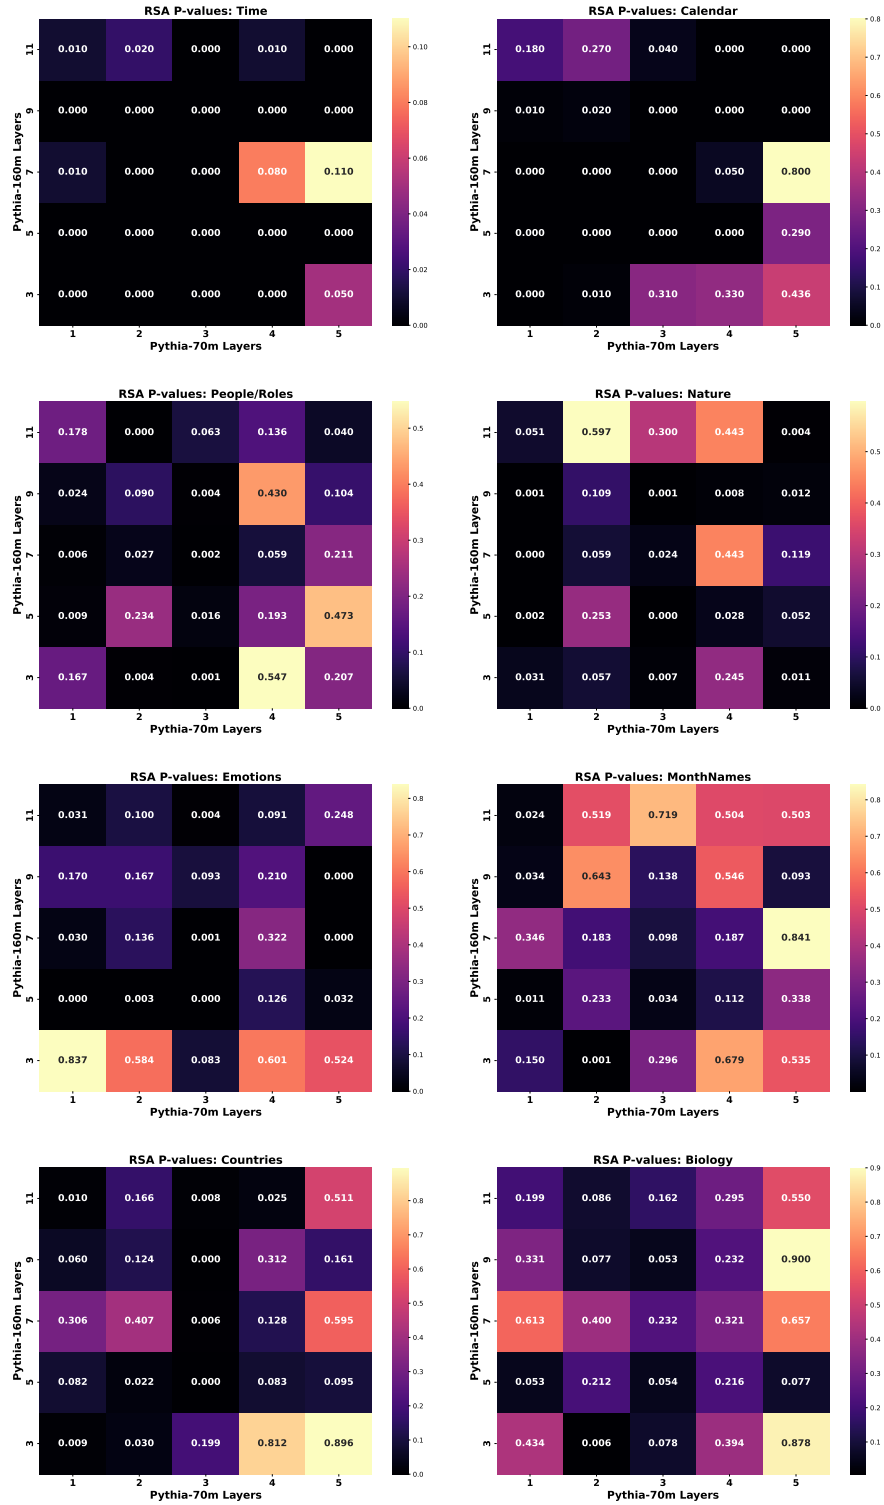 RSA P-values: Time
Pythia-160m Layers
11 0.010 0.020 0.000 0.010 0.000
9 0.000 0.000 0.000 0.000 0.000
7 0.010 0.000 0.000 0.080 0.110
5 0.000 0.000 0.000 0.000 0.000
3 0.000 0.000 0.000 0.000 0.050
1 2 3 4 5
Pythia-70m Layers
0.10
0.08
0.06
0.04
0.02
0.00
RSA P-values: Calendar
Pythia-160m Layers
11 0.180 0.270 0.040 0.000 0.000
9 0.010 0.020 0.000 0.000 0.000
7 0.000 0.000 0.000 0.050 0.800
5 0.000 0.000 0.000 0.000 0.290
3 0.000 0.010 0.310 0.330 0.436
1 2 3 4 5
Pythia-70m Layers
0.8
0.7
0.6
0.5
0.4
0.3
0.2
0.1
0.0
RSA P-values: People/Roles
Pythia-160m Layers
11 0.178 0.000 0.063 0.136 0.040
9 0.024 0.090 0.004 0.430 0.104
7 0.006 0.027 0.002 0.059 0.211
5 0.009 0.234 0.016 0.193 0.473
3 0.167 0.004 0.001 0.547 0.207
1 2 3 4 5
Pythia-70m Layers
0.5
0.4
0.3
0.2
0.1
0.0
RSA P-values: Nature
Pythia-160m Layers
11 0.051 0.597 0.300 0.443 0.004
9 0.001 0.109 0.001 0.008 0.012
7 0.000 0.059 0.024 0.443 0.119
5 0.002 0.253 0.000 0.028 0.052
3 0.031 0.057 0.007 0.245 0.011
1 2 3 4 5
Pythia-70m Layers
0.5
0.4
0.3
0.2
0.1
0.0
RSA P-values: Emotions
Pythia-160m Layers
11 0.031 0.100 0.004 0.091 0.248
9 0.170 0.167 0.093 0.210 0.000
7 0.030 0.136 0.001 0.322 0.000
5 0.000 0.003 0.000 0.126 0.032
3 0.837 0.584 0.083 0.601 0.524
1 2 3 4 5
Pythia-70m Layers
0.8
0.7
0.6
0.5
0.4
0.3
0.2
0.1
0.0
RSA P-values: MonthNames
Pythia-160m Layers
11 0.024 0.519 0.719 0.504 0.503
9 0.034 0.643 0.138 0.546 0.093
7 0.346 0.183 0.098 0.187 0.841
5 0.011 0.233 0.034 0.112 0.338
3 0.150 0.001 0.296 0.679 0.535
1 2 3 4 5
Pythia-70m Layers
0.8
0.7
0.6
0.5
0.4
0.3
0.2
0.1
RSA P-values: Countries
Pythia-160m Layers
11 0.010 0.166 0.008 0.025 0.511
9 0.060 0.124 0.000 0.312 0.161
7 0.306 0.407 0.006 0.128 0.595
5 0.082 0.022 0.000 0.083 0.095
3 0.009 0.030 0.199 0.812 0.896
1 2 3 4 5
Pythia-70m Layers
0.8
0.7
0.6
0.5
0.4
0.3
0.2
0.1
0.0
RSA P-values: Biology
Pythia-160m Layers
11 0.199 0.086 0.162 0.295 0.550
9 0.331 0.077 0.053 0.232 0.900
7 0.613 0.400 0.232 0.321 0.657
5 0.053 0.212 0.054 0.216 0.077
3 0.434 0.006 0.078 0.394 0.878
1 2 3 4 5
Pythia-70m Layers
0.9
0.8
0.7
0.6
0.5
0.4
0.3
0.2
0.1